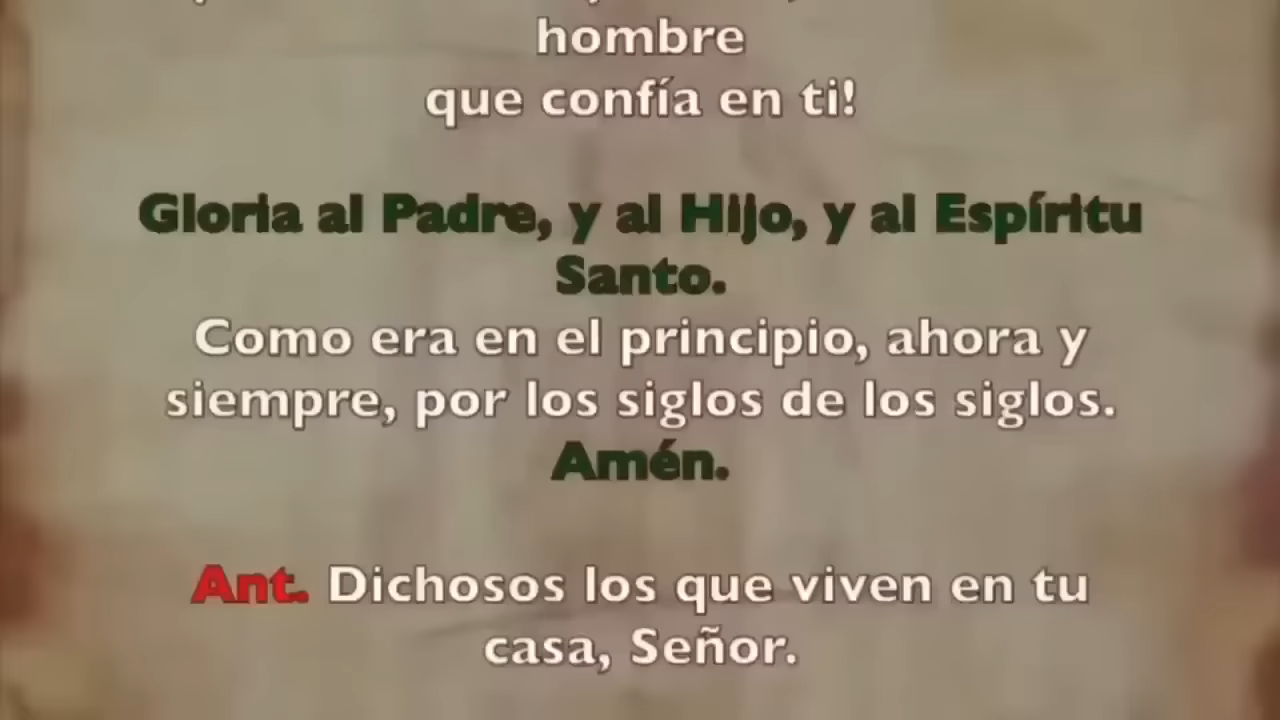 hombre
que confía en ti!
Gloria al Padre, y al Hijo, y al Espíritu
Santo.
Como era en el principio, ahora y
siempre, por los siglos de los siglos.
Amén.
Ant. Dichosos los que viven en tu
casa, Señor.